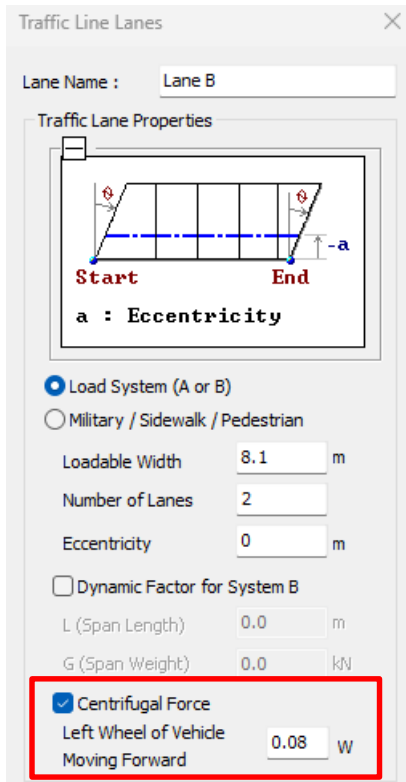 Traffic Line Lanes
Lane Name : Lane B
Traffic Lane Properties
θ θ
-a
Start End
a : Eccentricity
Load System (A or B)
Military / Sidewalk / Pedestrian
Loadable Width 8.1 m
Number of Lanes 2
Eccentricity 0 m
Dynamic Factor for System B
L (Span Length) 0.0 m
G (Span Weight) 0.0 kN
Centrifugal Force
Left Wheel of Vehicle
Moving Forward 0.08 W